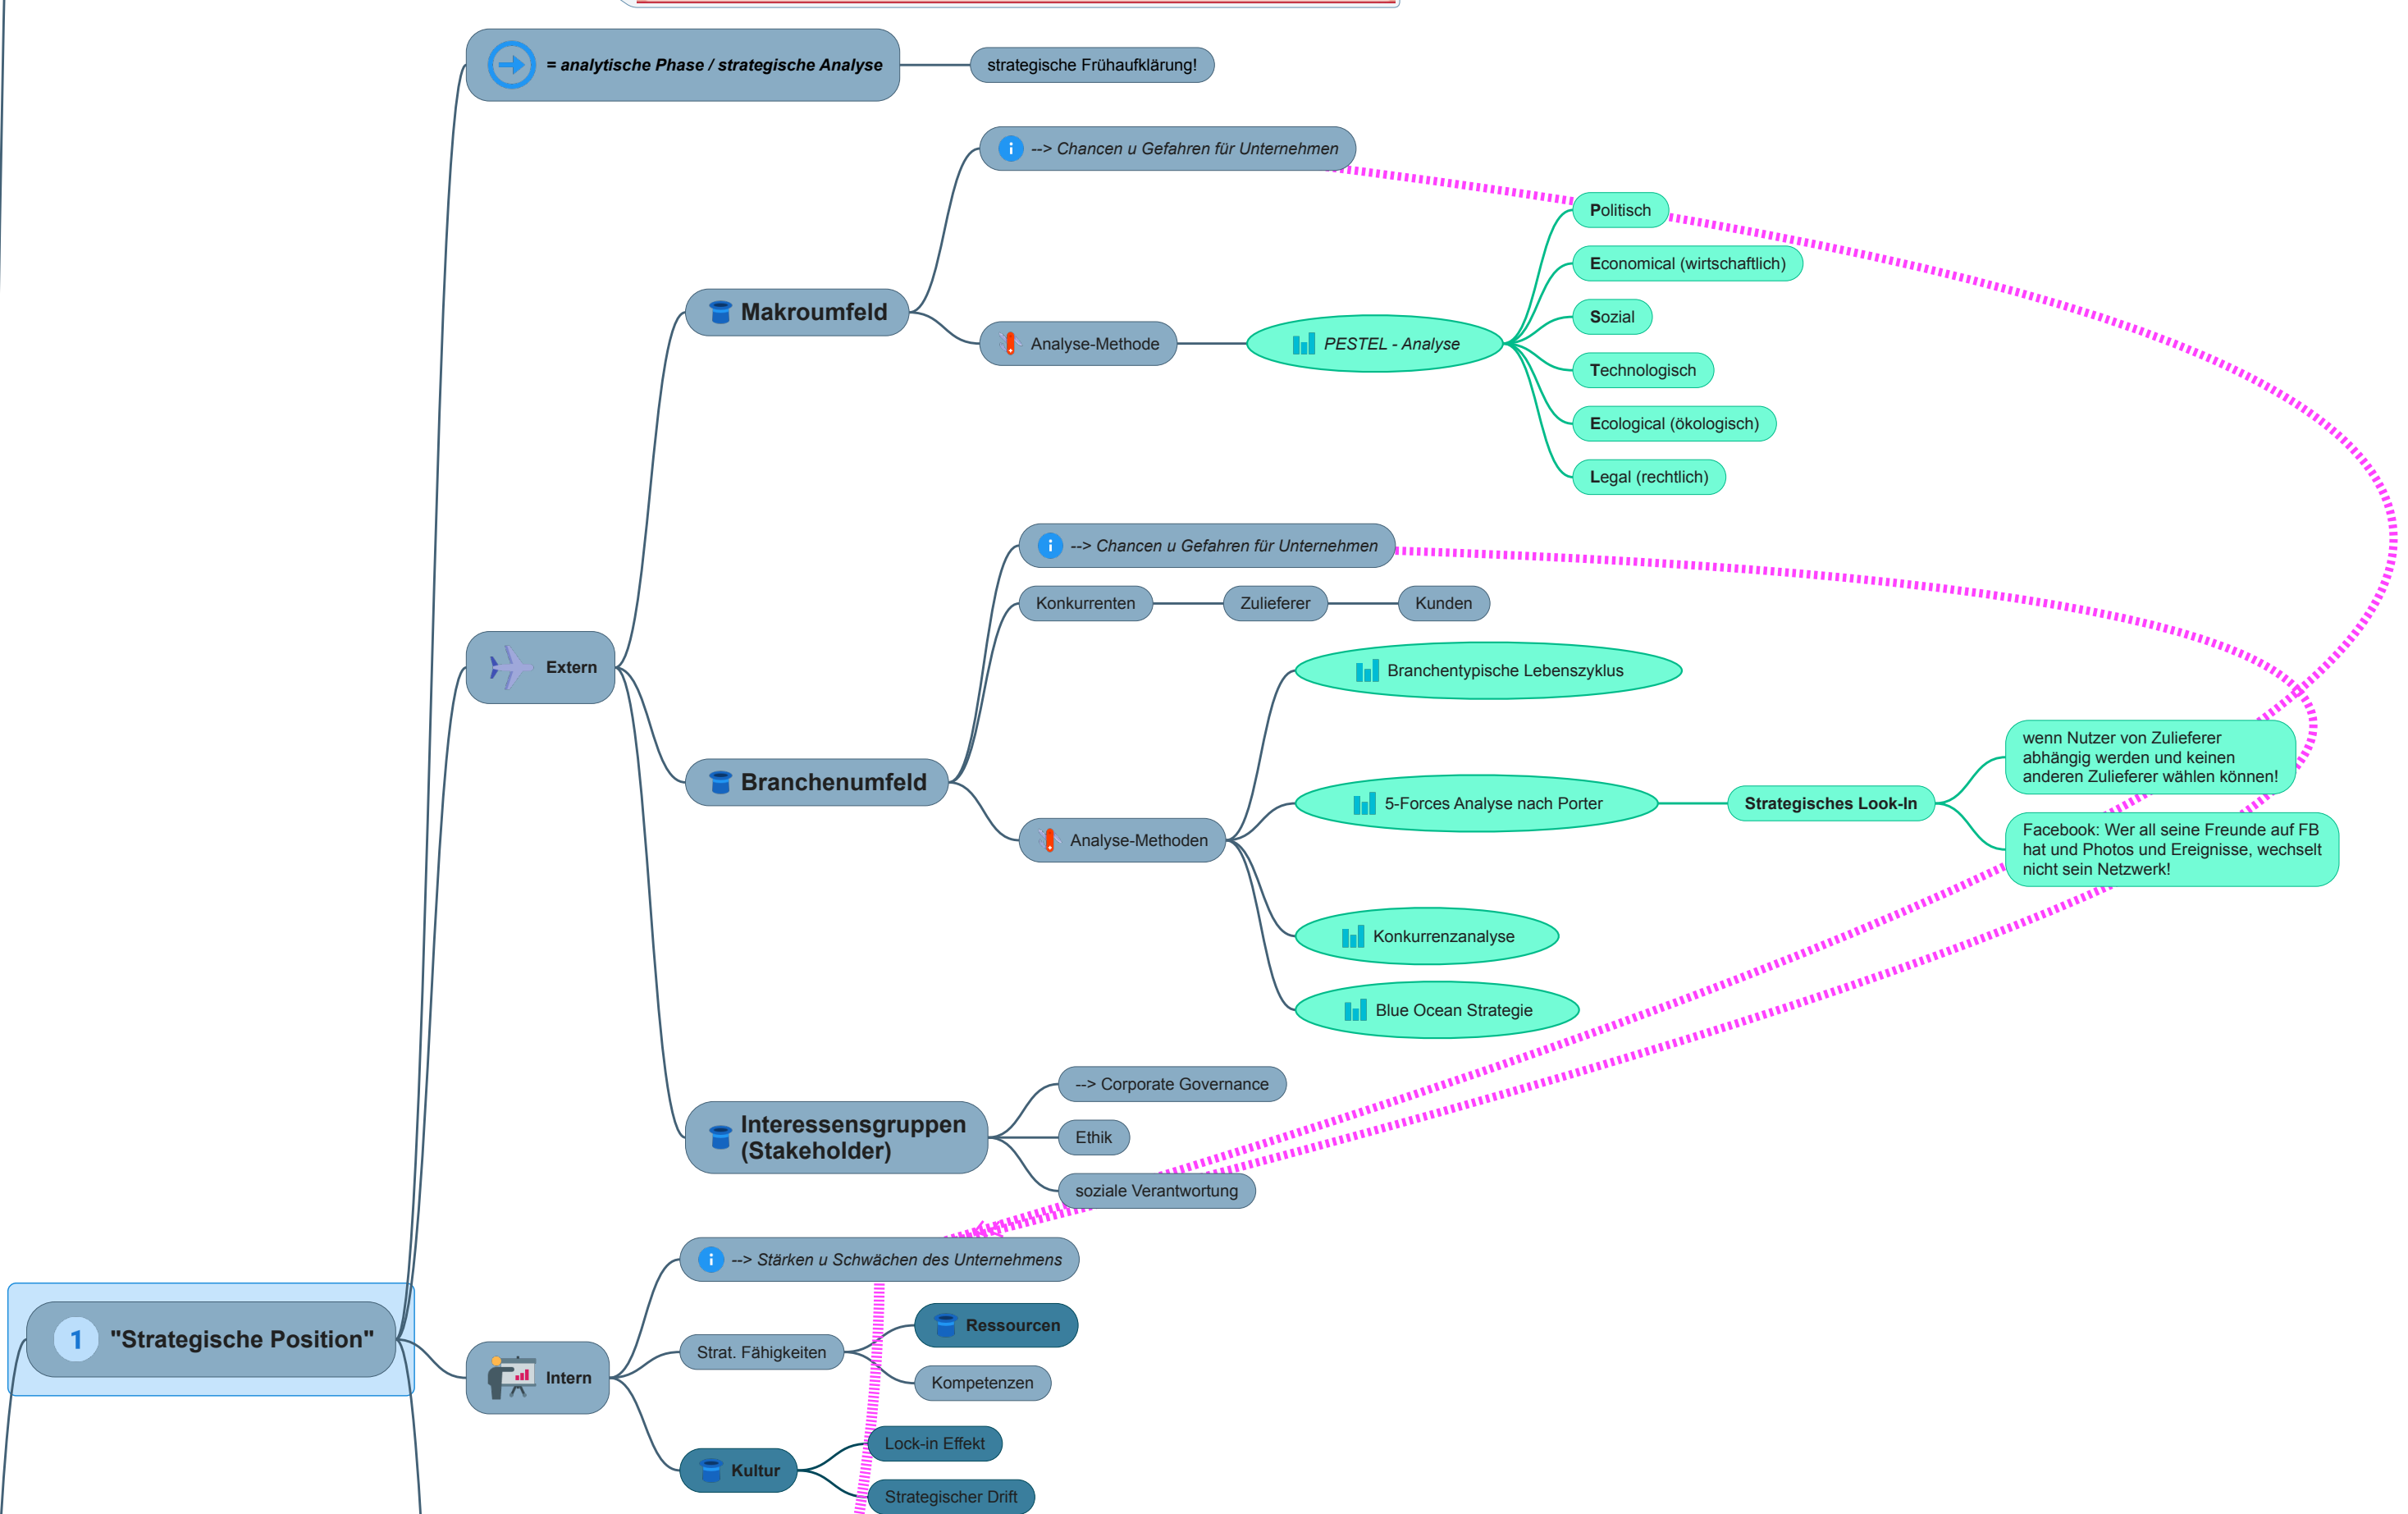 = analytische Phase / strategische Analyse
strategische Frühaufklärung!
--> Chancen u Gefahren für Unternehmen
Politisch
Economical (wirtschaftlich)
Makroumfeld
Sozial
Analyse-Methode
PESTEL - Analyse
Technologisch
Ecological (ökologisch)
Legal (rechtlich)
--> Chancen u Gefahren für Unternehmen
Konkurrenten
Zulieferer
Kunden
Extern
Branchentypische Lebenszyklus
Branchenumfeld
5-Forces Analyse nach Porter
Strategisches Look-In
wenn Nutzer von Zulieferer
abhängig werden und keinen
anderen Zulieferer wählen können!
Facebook: Wer all seine Freunde auf FB
hat und Photos und Ereignisse, wechselt
nicht sein Netzwerk!
Analyse-Methoden
Konkurrenzanalyse
Blue Ocean Strategie
--> Corporate Governance
Interessensgruppen
(Stakeholder)
Ethik
soziale Verantwortung
--> Stärken u Schwächen des Unternehmens
1
"Strategische Position"
Ressourcen
Strat. Fähigkeiten
Intern
Kompetenzen
Lock-in Effekt
Kultur
Strategischer Drift